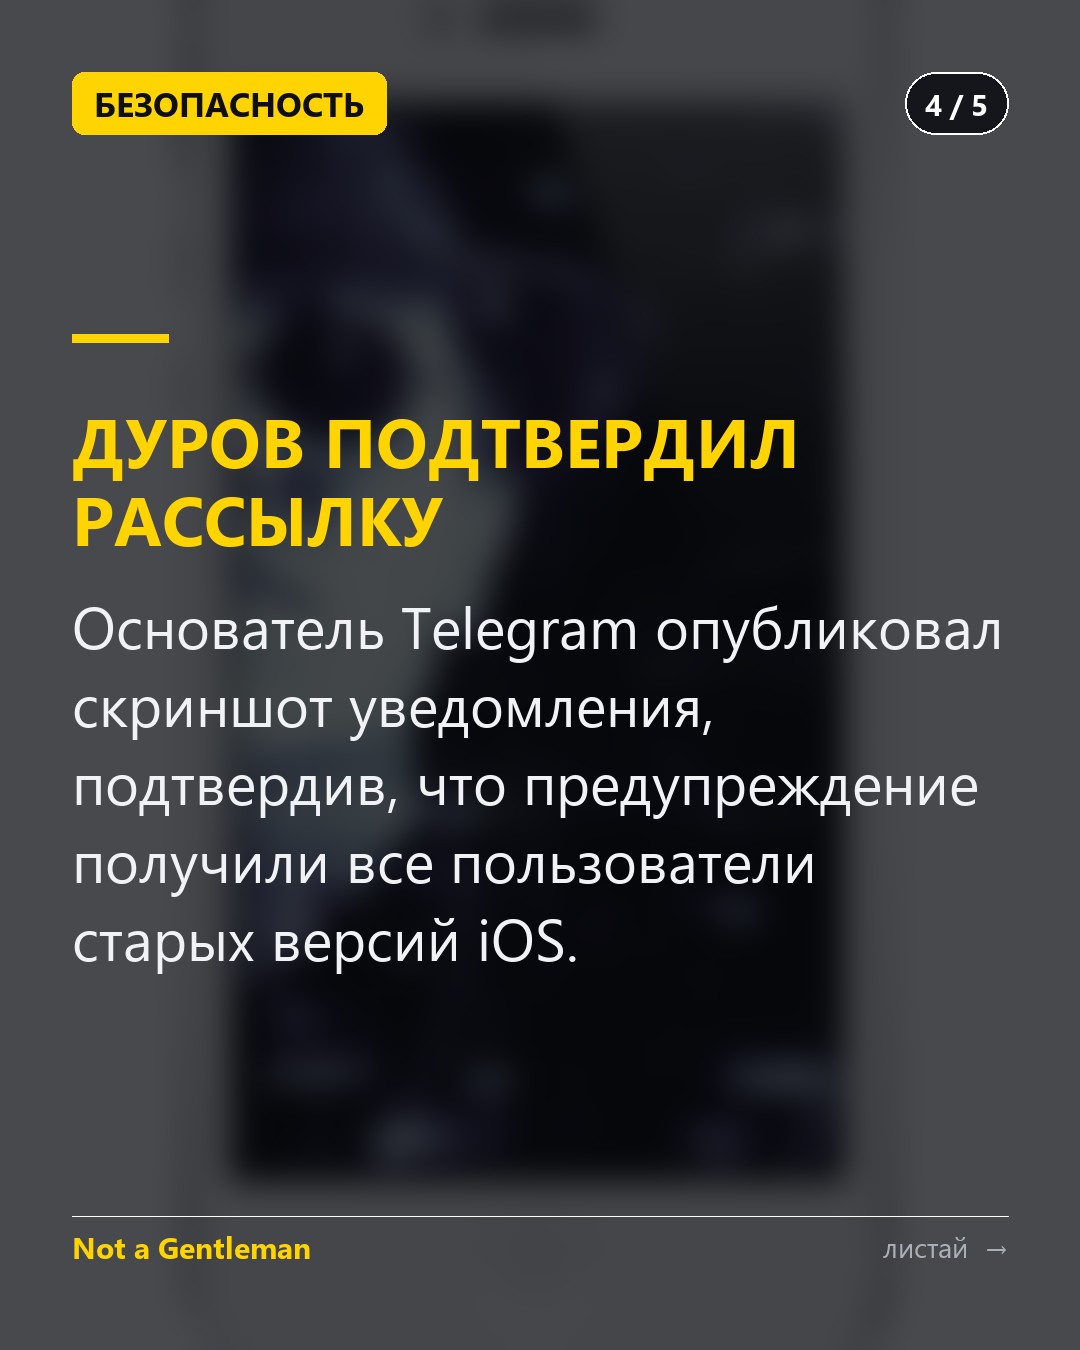 БЕЗОПАСНОСТЬ
4 / 5
ДУРОВ ПОДТВЕРДИЛ
РАССЫЛКУ
Основатель Telegram опубликовал
скриншот уведомления,
подтвердив, что предупреждение
получили все пользователи
старых версий iOS.
Not a Gentleman
листай →